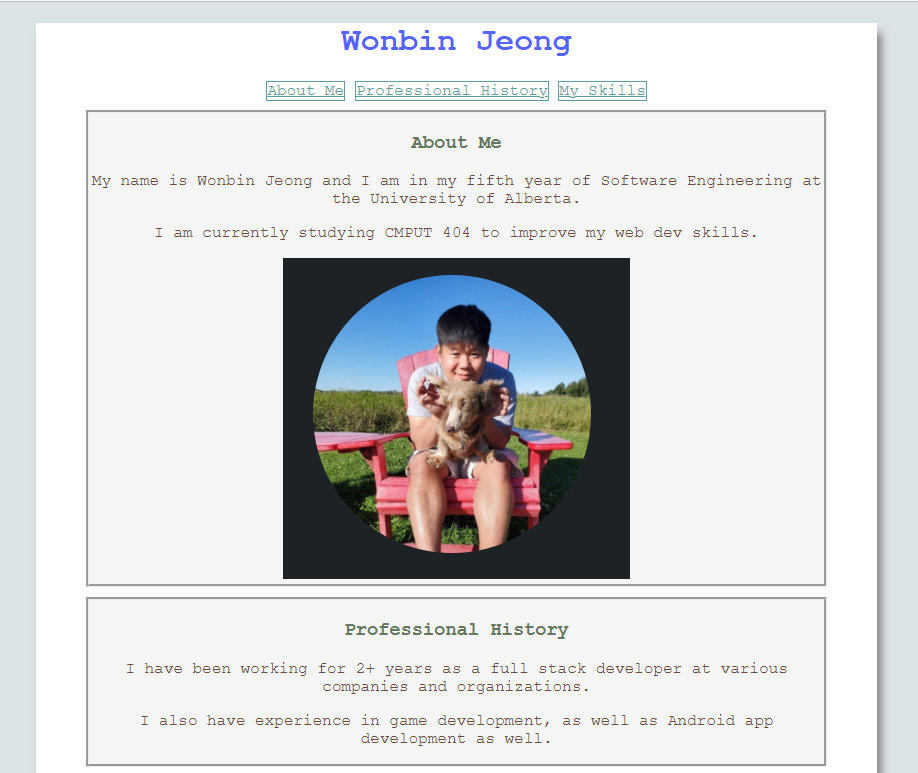 Wonbin Jeong
About Me Professional History My Skills
About Me
My name is Wonbin Jeong and I am in my fifth year of Software Engineering at
the University of Alberta.
I am currently studying CMPUT 404 to improve my web dev skills.
Professional History
I have been working for 2+ years as a full stack developer at various
companies and organizations.
I also have experience in game development, as well as Android app
development as well.